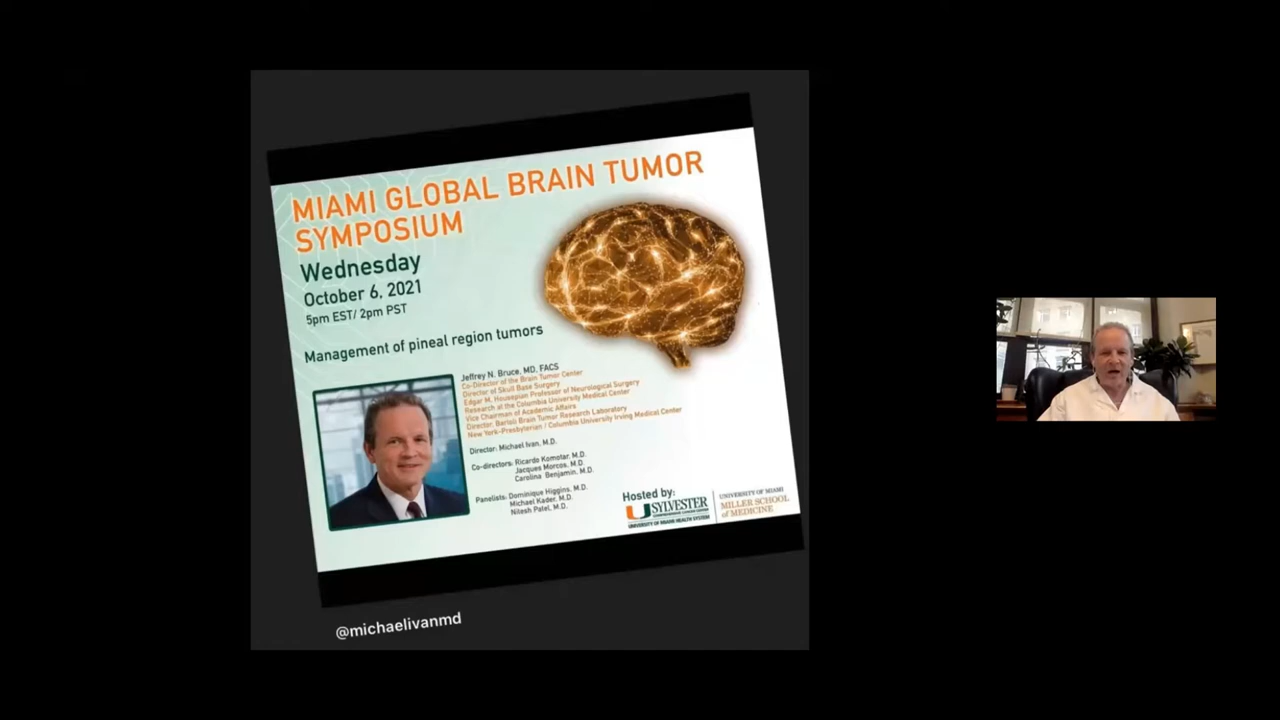 MIAMI GLOBAL BRAIN TUMOR
SYMPOSIUM
Wednesday
October 6, 2021
5pm EST/ 2pm PST
Management of pineal region tumors
Jeffrey N. Bruce, MD, FACS
Co-Director of the Brain Tumor Center
Director of Skull Base Surgery
Edgar M. Housepian Professor of Neurological Surgery
Research at the Columbia University Medical Center
Vice Chairman of Academic Affairs
Director, Bartoli Brain Tumor Research Laboratory
New York-Presbyterian / Columbia University Irving Medical Center
Director: Michael Ivan, M.D.
Co-directors: Ricardo Komotar, M.D.
Jacques Morcos, M.D.
Carolina Benjamin, M.D.
Panelists: Dominique Higgins, M.D.
Michael Kader, M.D.
Nitesh Patel, M.D.
Hosted by:
SYLVESTER
COMPREHENSIVE CANCER CENTER
UNIVERSITY OF MIAMI HEALTH SYSTEM
UNIVERSITY OF MIAMI
MILLER SCHOOL
of MEDICINE
@michaelivanmd